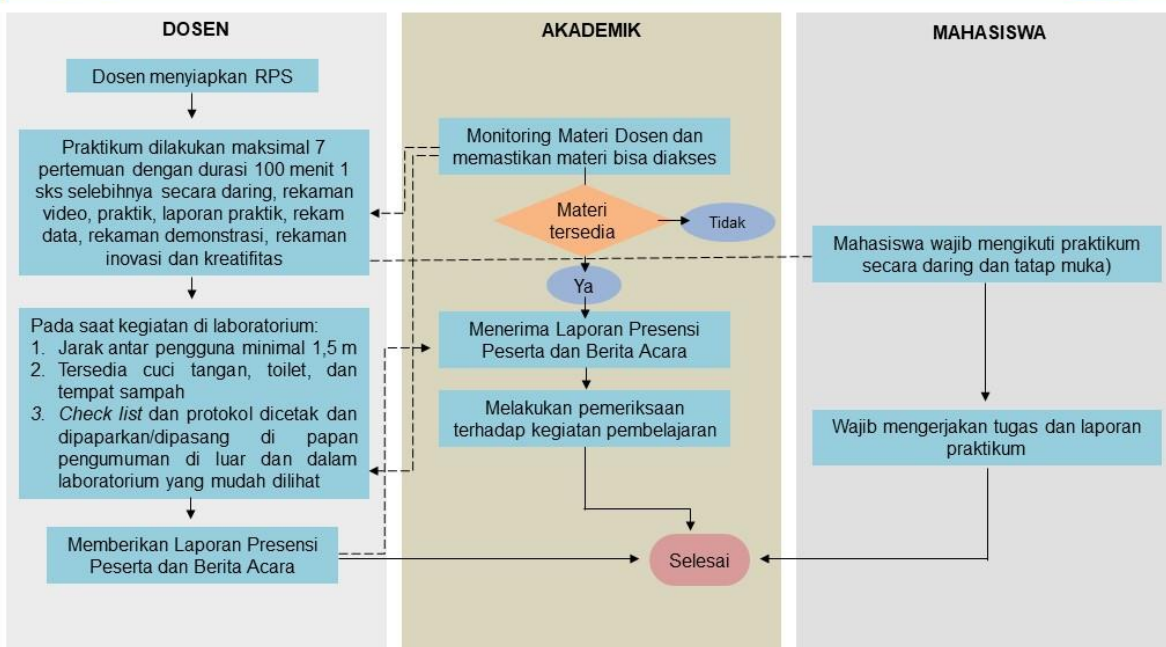 DOSEN
Dosen menyiapkan RPS
Praktikum dilakukan maksimal 7
pertemuan dengan durasi 100 menit 1
sks selebihnya secara daring, rekaman
video, praktik, laporan praktik, rekam
data, rekaman demonstrasi, rekaman
inovasi dan kreatifitas
Pada saat kegiatan di laboratorium:
1. Jarak antar pengguna minimal 1,5 m
2. Tersedia cuci tangan, toilet, dan
tempat sampah
3. Check list dan protokol dicetak dan
dipaparkan/dipasang di papan
pengumuman di luar dan dalam
laboratorium yang mudah dilihat
Memberikan Laporan Presensi
Peserta dan Berita Acara
AKADEMIK
Monitoring Materi Dosen dan
memastikan materi bisa diakses
Materi
tersedia
Tidak
Ya
Menerima Laporan Presensi
Peserta dan Berita Acara
Melakukan pemeriksaan
terhadap kegiatan pembelajaran
Selesai
MAHASISWA
Mahasiswa wajib mengikuti praktikum
secara daring dan tatap muka)
Wajib mengerjakan tugas dan laporan
praktikum